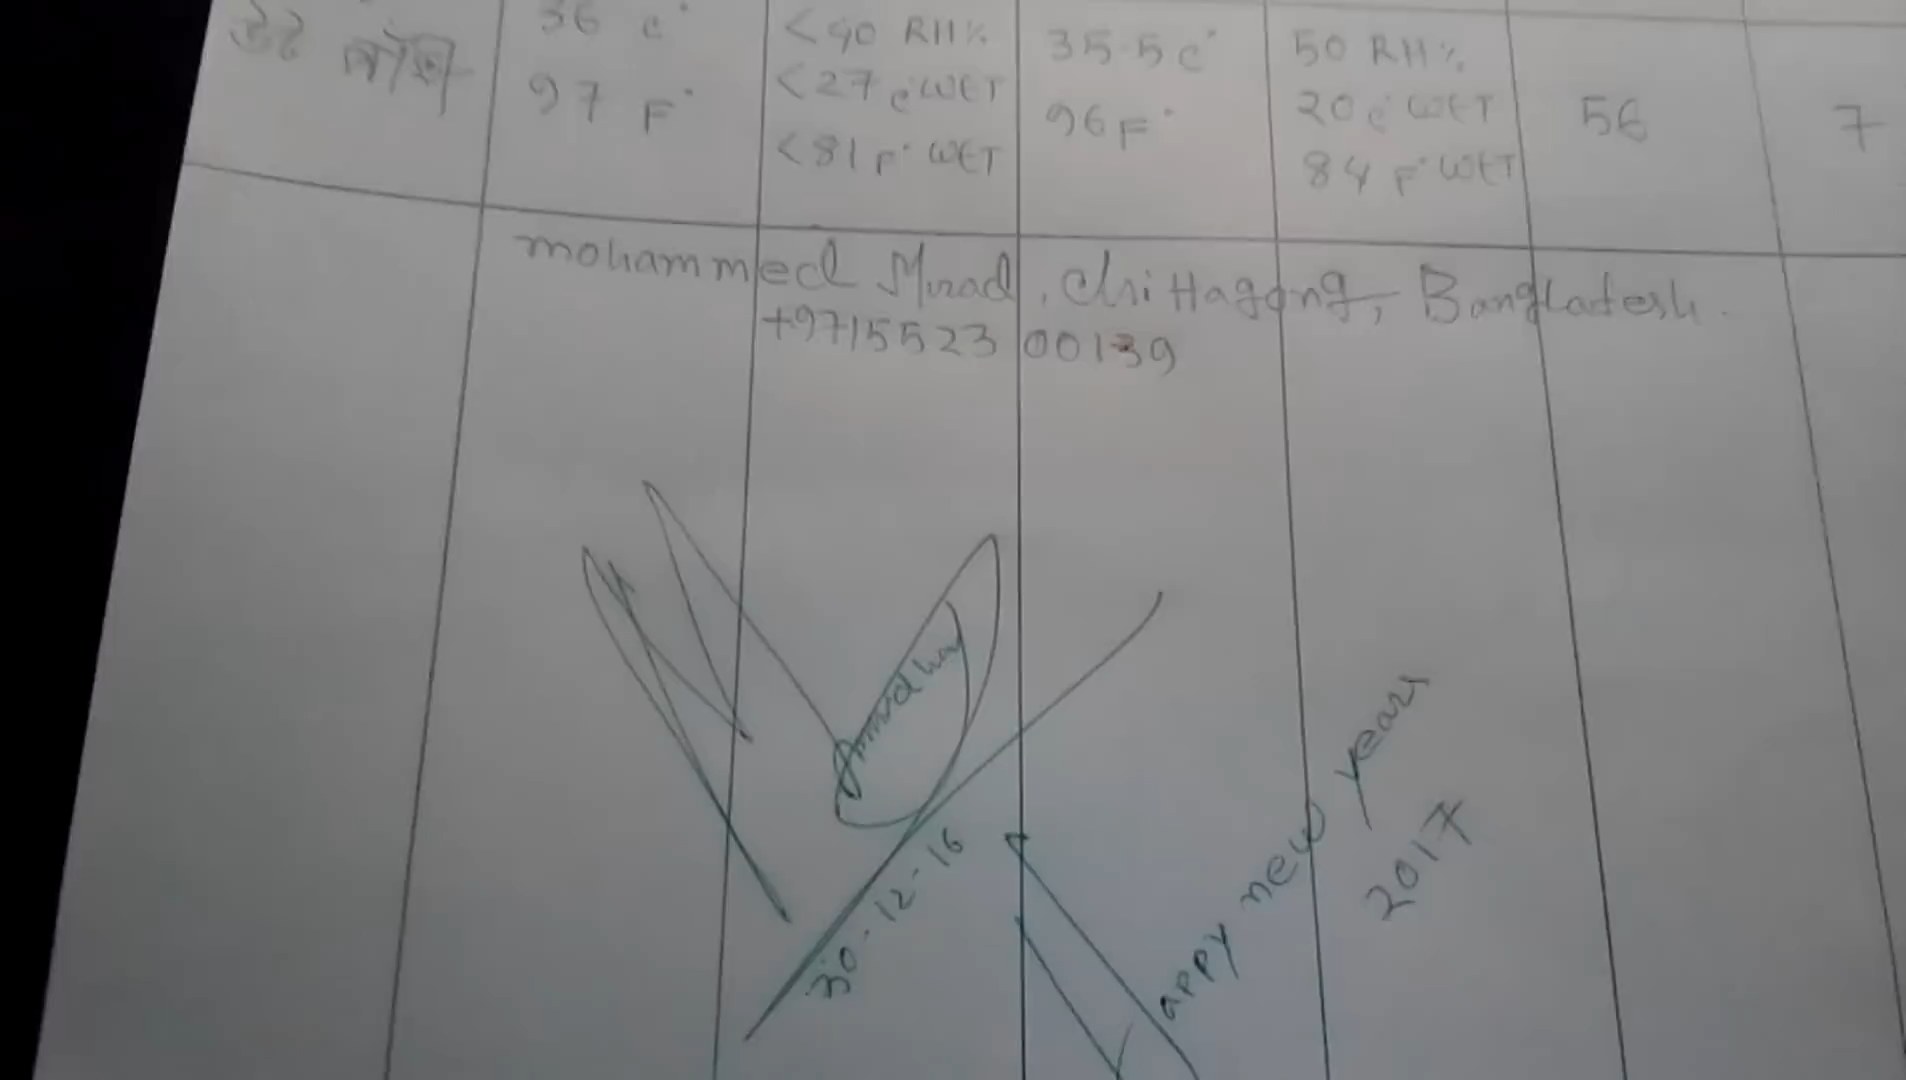 36 c° <90 RH% 35.5 c° 50 RH%
97 F° <27 c° WET 96 F° 20 c° WET 56 7
<81 F° WET 84 F° WET
mohammed Murad, Chittagong, Bangladesh.
+971552300139
30-12-16
Happy new years
2017